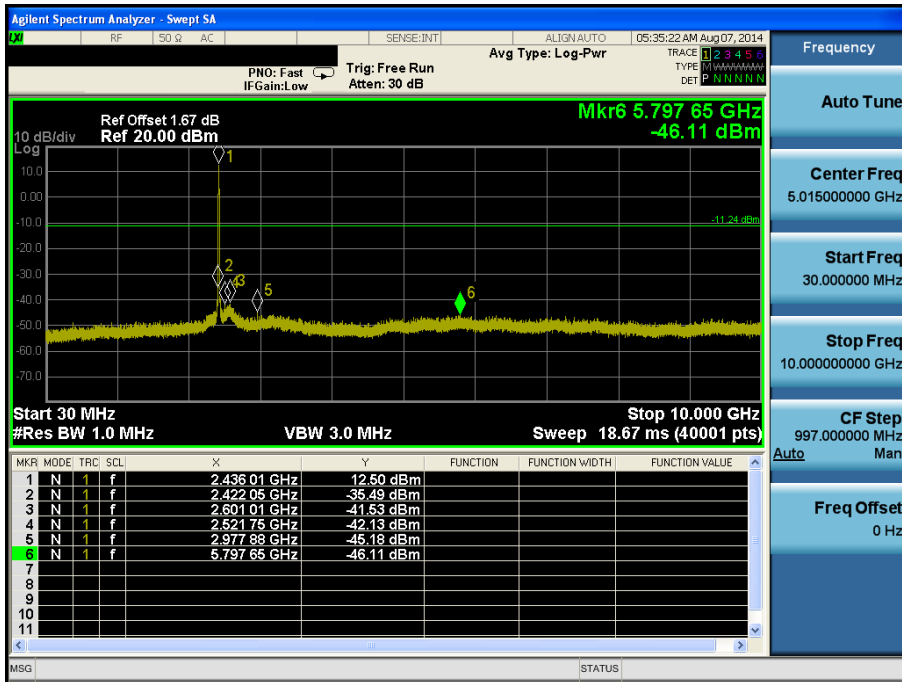 Agilent Spectrum Analyzer - Swept SA
LXI RF 50 Ω AC SENSE:INT ALIGN AUTO 05:35:22 AM Aug 07, 2014
Avg Type: Log-Pwr TRACE 1 2 3 4 5 6
PNO: Fast Trig: Free Run TYPE M WWWWW
IFGain:Low Atten: 30 dB DET P N N N N N
Frequency
Auto Tune
Center Freq
5.015000000 GHz
Start Freq
30.000000 MHz
Stop Freq
10.000000000 GHz
CF Step
997.000000 MHz
Auto Man
Freq Offset
0 Hz
Mkr6 5.797 65 GHz
-46.11 dBm
Ref Offset 1.67 dB
10 dB/div Ref 20.00 dBm
Log
10.0
0.00
-10.0
-20.0
-30.0
-40.0
-50.0
-60.0
-70.0
1
-11.24 dBm
2
4 3
5
6
Start 30 MHz Stop 10.000 GHz
#Res BW 1.0 MHz VBW 3.0 MHz Sweep 18.67 ms (40001 pts)
MKR MODE TRC SCL X Y FUNCTION FUNCTION WIDTH FUNCTION VALUE
1 N 1 f 2.436 01 GHz 12.50 dBm
2 N 1 f 2.422 05 GHz -35.49 dBm
3 N 1 f 2.601 01 GHz -41.53 dBm
4 N 1 f 2.521 75 GHz -42.13 dBm
5 N 1 f 2.977 88 GHz -45.18 dBm
6 N 1 f 5.797 65 GHz -46.11 dBm
7
8
9
10
11
MSG STATUS